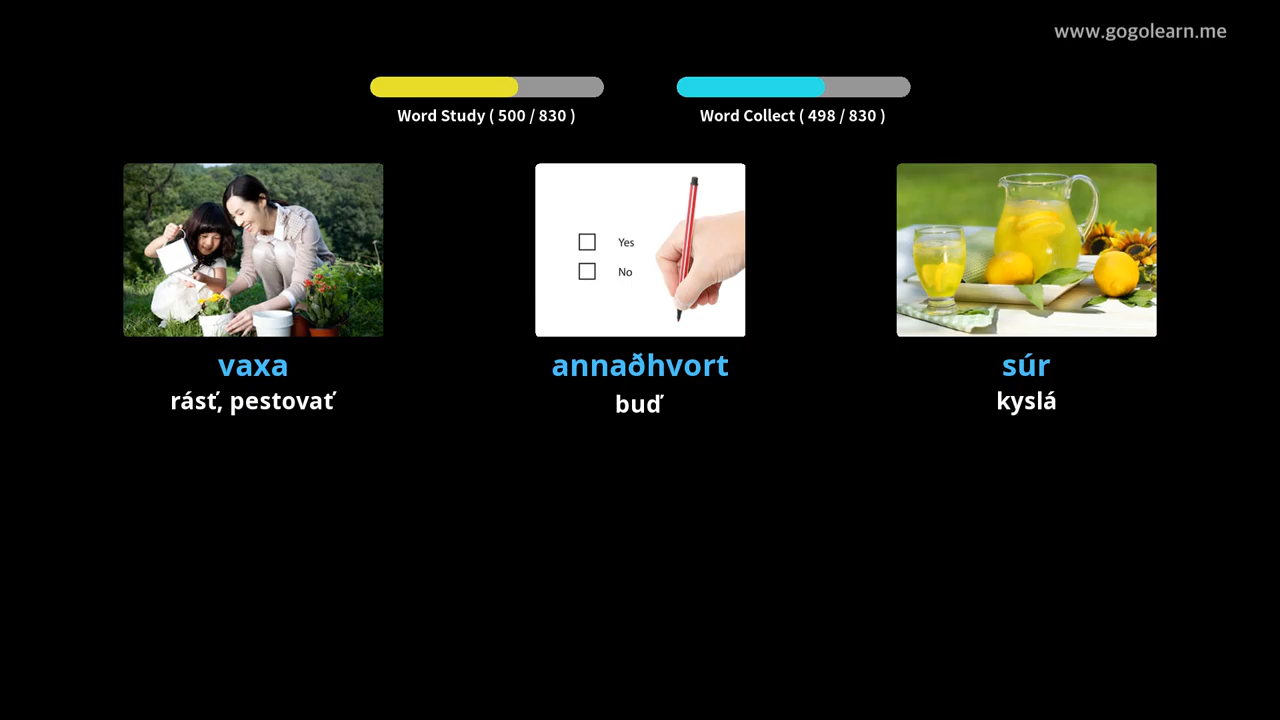 www.gogolearn.me
Word Study ( 500 / 830 )
Word Collect ( 498 / 830 )
Yes
No
vaxa
rásť, pestovať
annaðhvort
buď
súr
kyslá